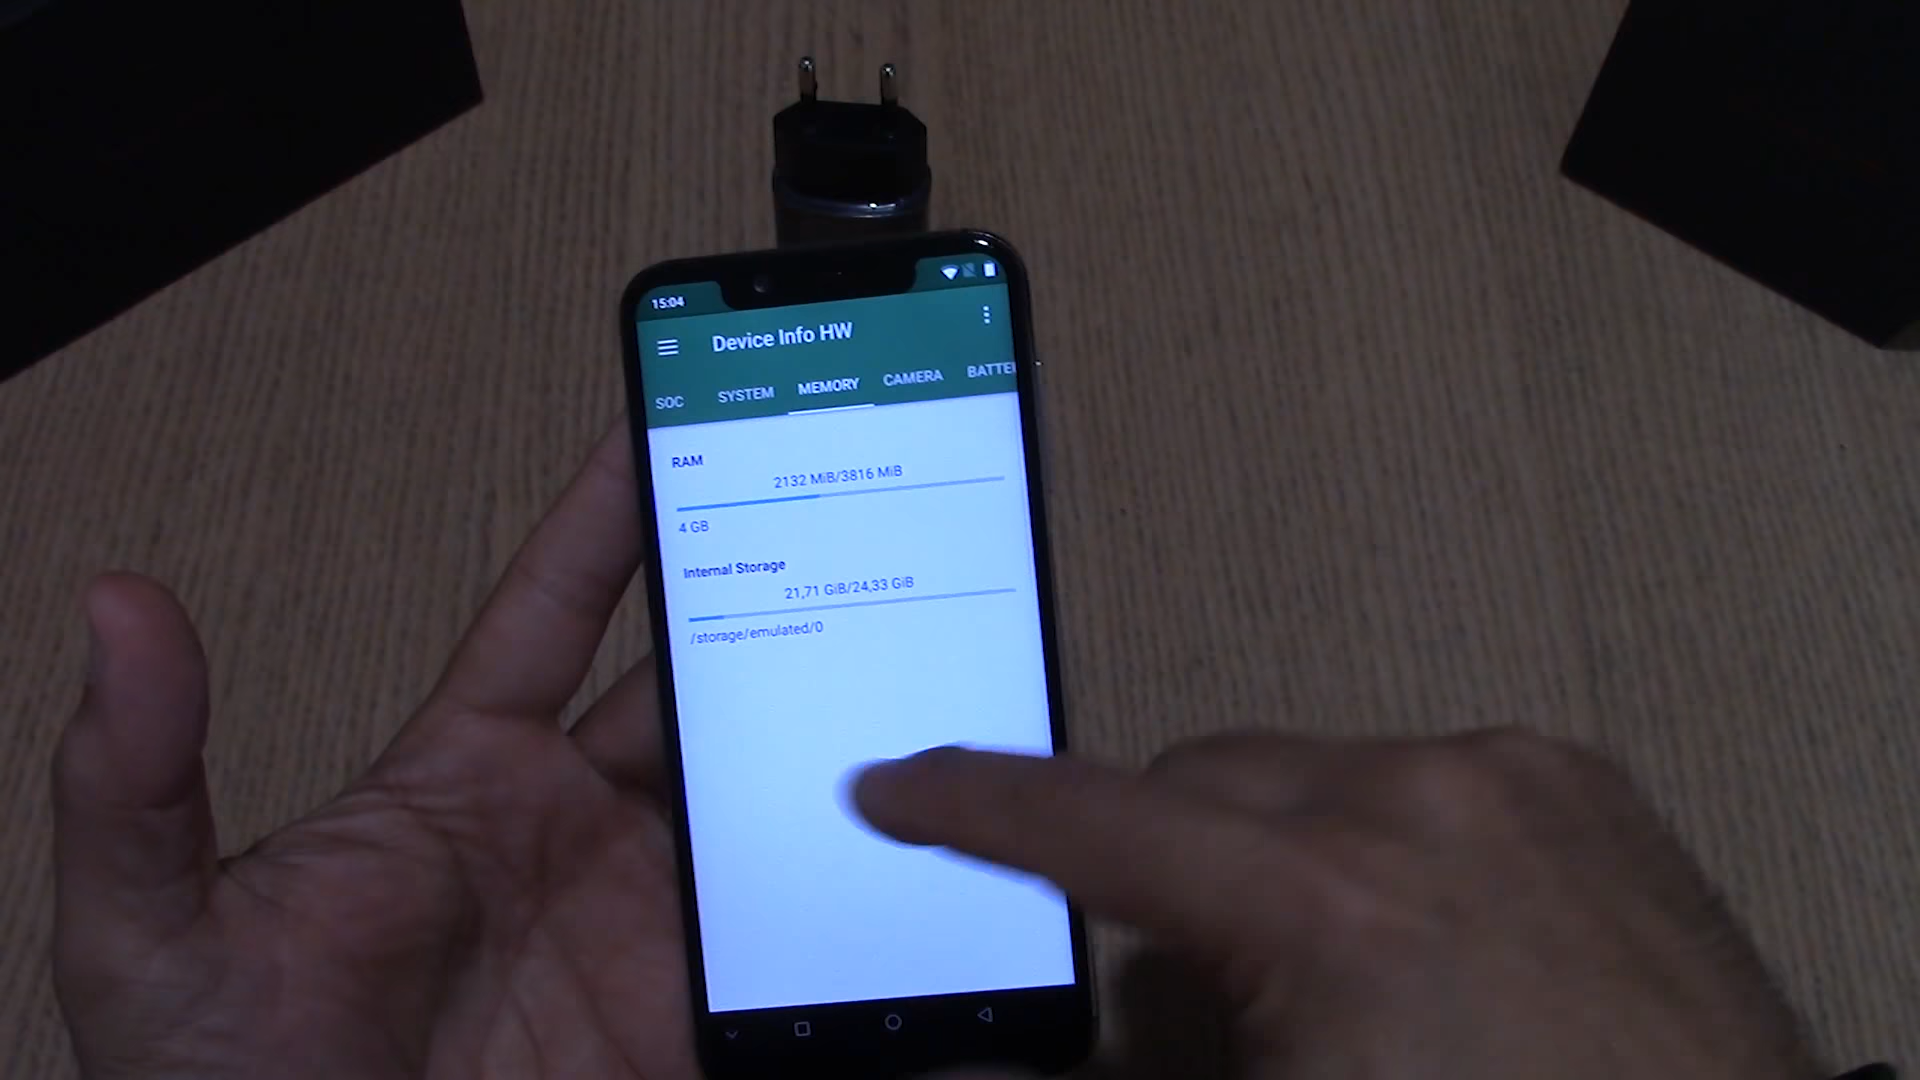 15:04
Device Info HW
SOC SYSTEM MEMORY CAMERA BATTE
RAM
2132 MiB/3816 MiB
4 GB
Internal Storage
21,71 GiB/24,33 GiB
/storage/emulated/0